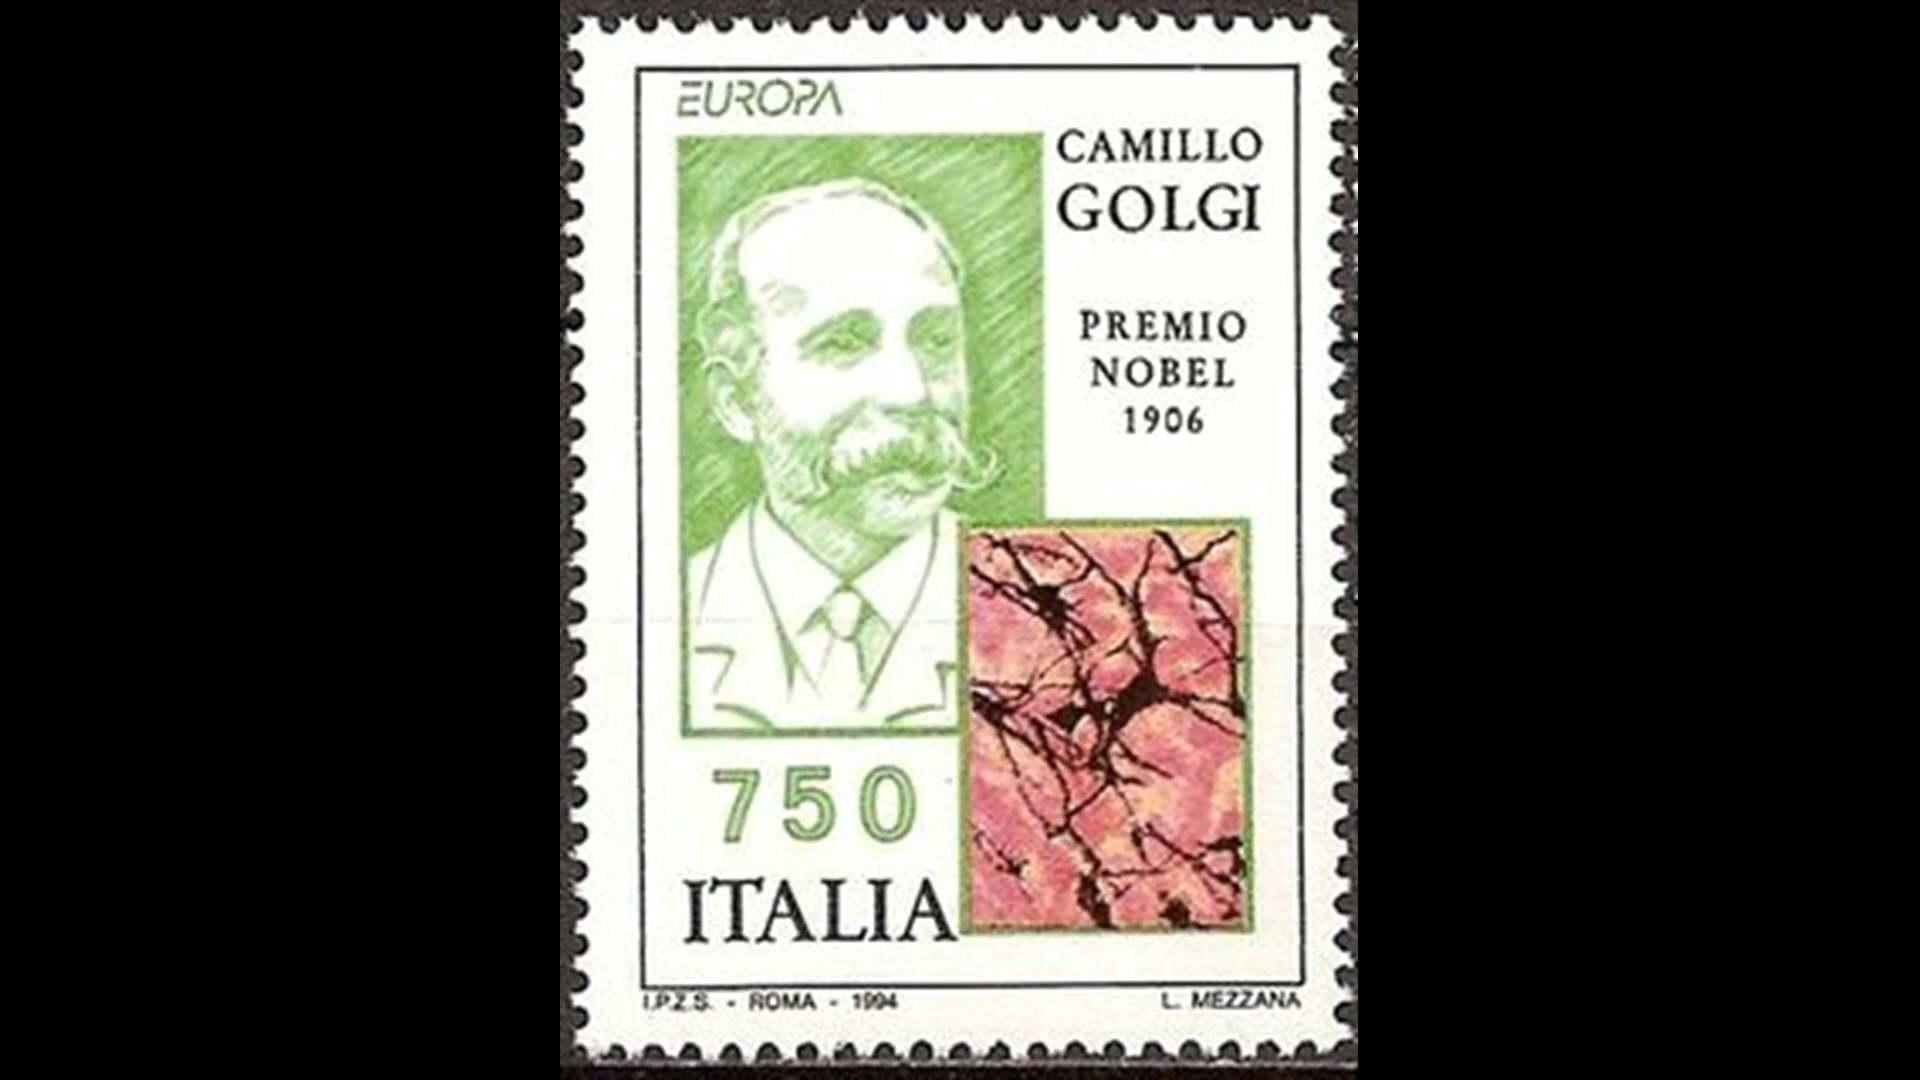 EUROPA
CAMILLO
GOLGI
PREMIO
NOBEL
1906
750
ITALIA
I.P.Z.S. - ROMA - 1994
L. MEZZANA